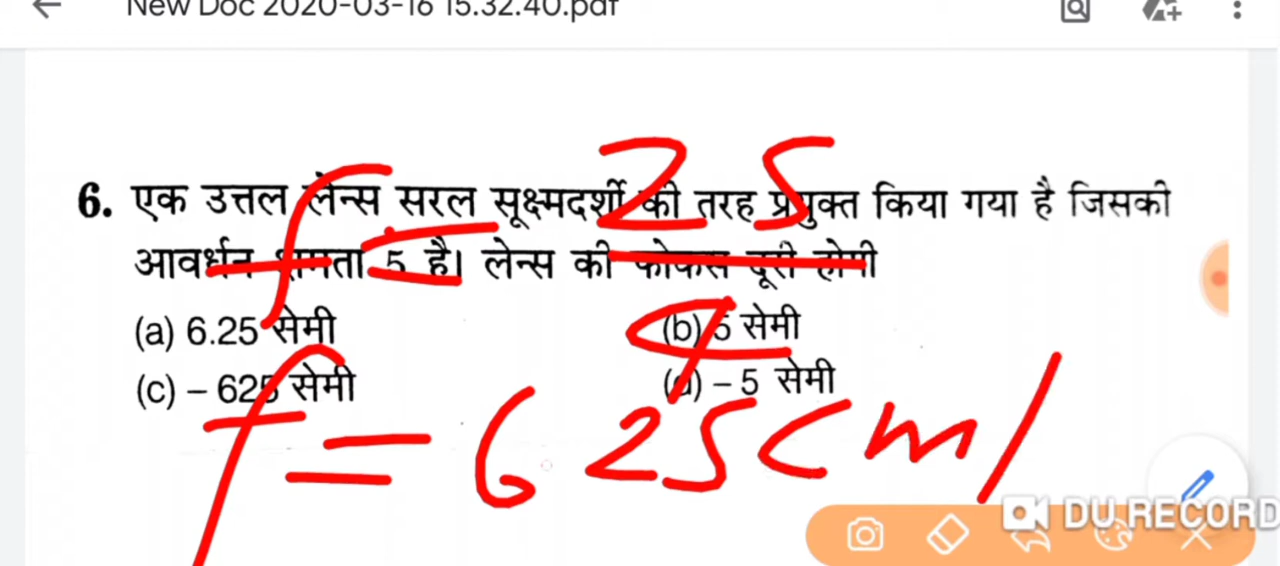 New Doc 2020-03-16 15.32.40.pdf
6. एक उत्तल लेन्स सरल सूक्ष्मदर्शी की तरह प्रयुक्त किया गया है जिसकी
आवर्धन क्षमता 5 है। लेन्स की फोकस दूरी होगी
(a) 6.25 सेमी (b) 5 सेमी
(c) – 625 सेमी (d) – 5 सेमी
f = 25
4
f = 6 25 cm
DU RECORD